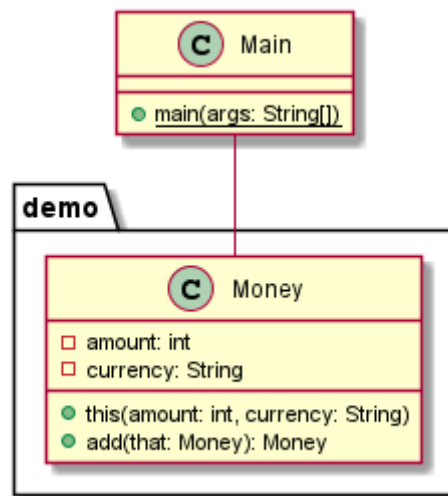 C Main
main(args: String[])
demo
C Money
amount: int
currency: String
this(amount: int, currency: String)
add(that: Money): Money